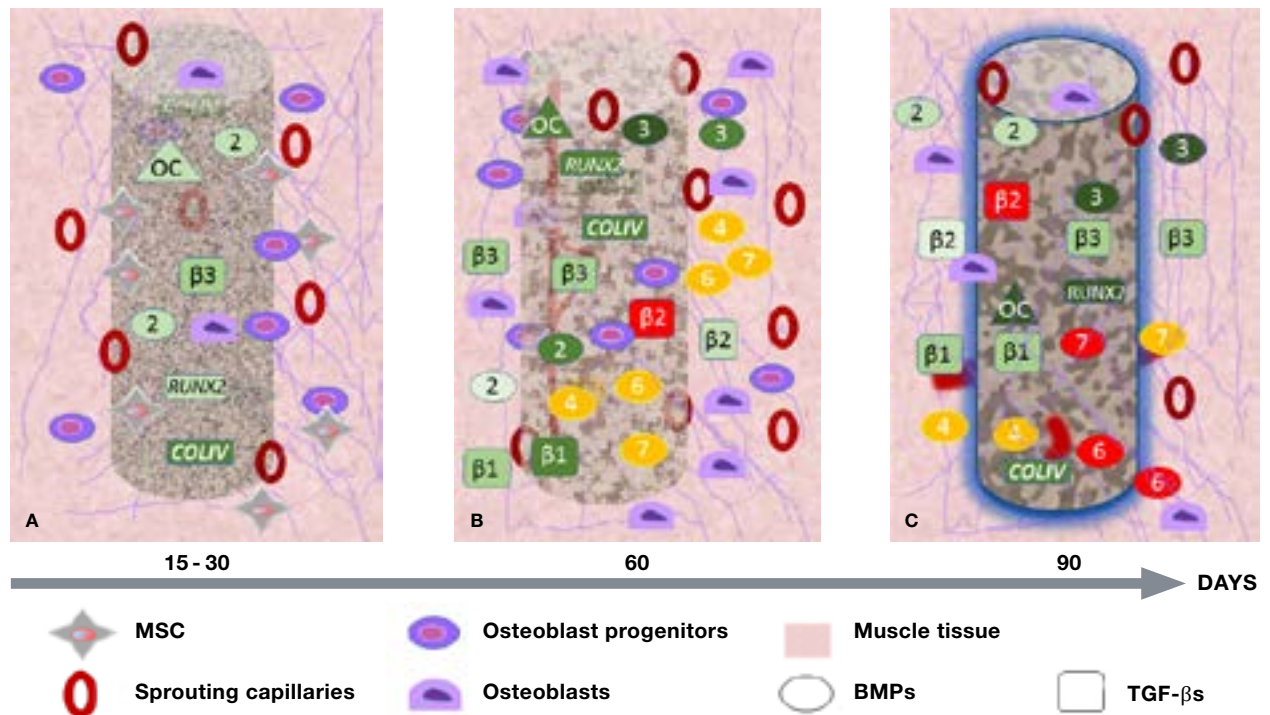 2
OC
β3
2
RUNX2
COLIV
A
OC
3
3
RUNX2
COLIV
4
β3
β3
7
6
β2
β2
2
2
6
4
7
β1
β1
B
2
2
3
β2
3
β2
β3
β3
RUNX2
OC
7
7
β1
β1
4
4
6
COLIV
6
C
15 - 30
60
90
DAYS
MSC
Osteoblast progenitors
Muscle tissue
Sprouting capillaries
Osteoblasts
BMPs
TGF-βs